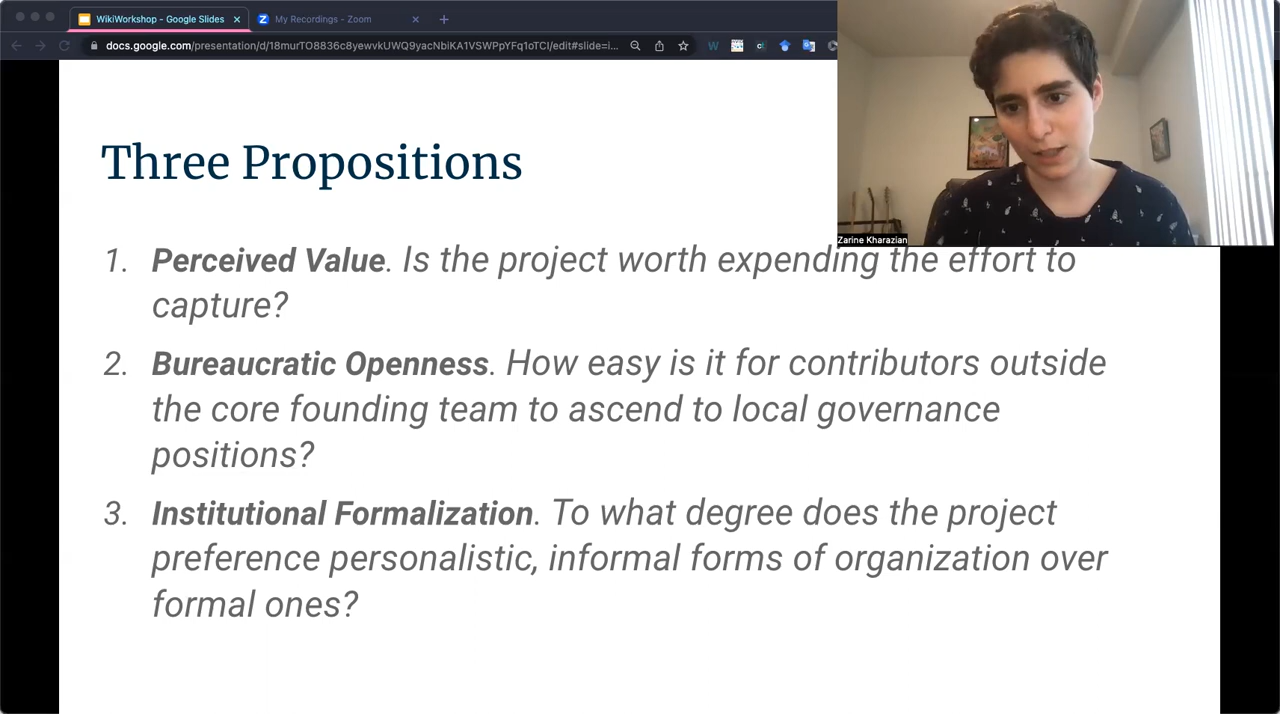 WikiWorkshop - Google Slides
My Recordings - Zoom
docs.google.com/presentation/d/18murTO8836c8yewvkUWQ9yacNbiKA1VSWPpYFq1oTCI/edit#slide=i...
Zarine Kharazian
Three Propositions
1. Perceived Value. Is the project worth expending the effort to
capture?
2. Bureaucratic Openness. How easy is it for contributors outside
the core founding team to ascend to local governance
positions?
3. Institutional Formalization. To what degree does the project
preference personalistic, informal forms of organization over
formal ones?